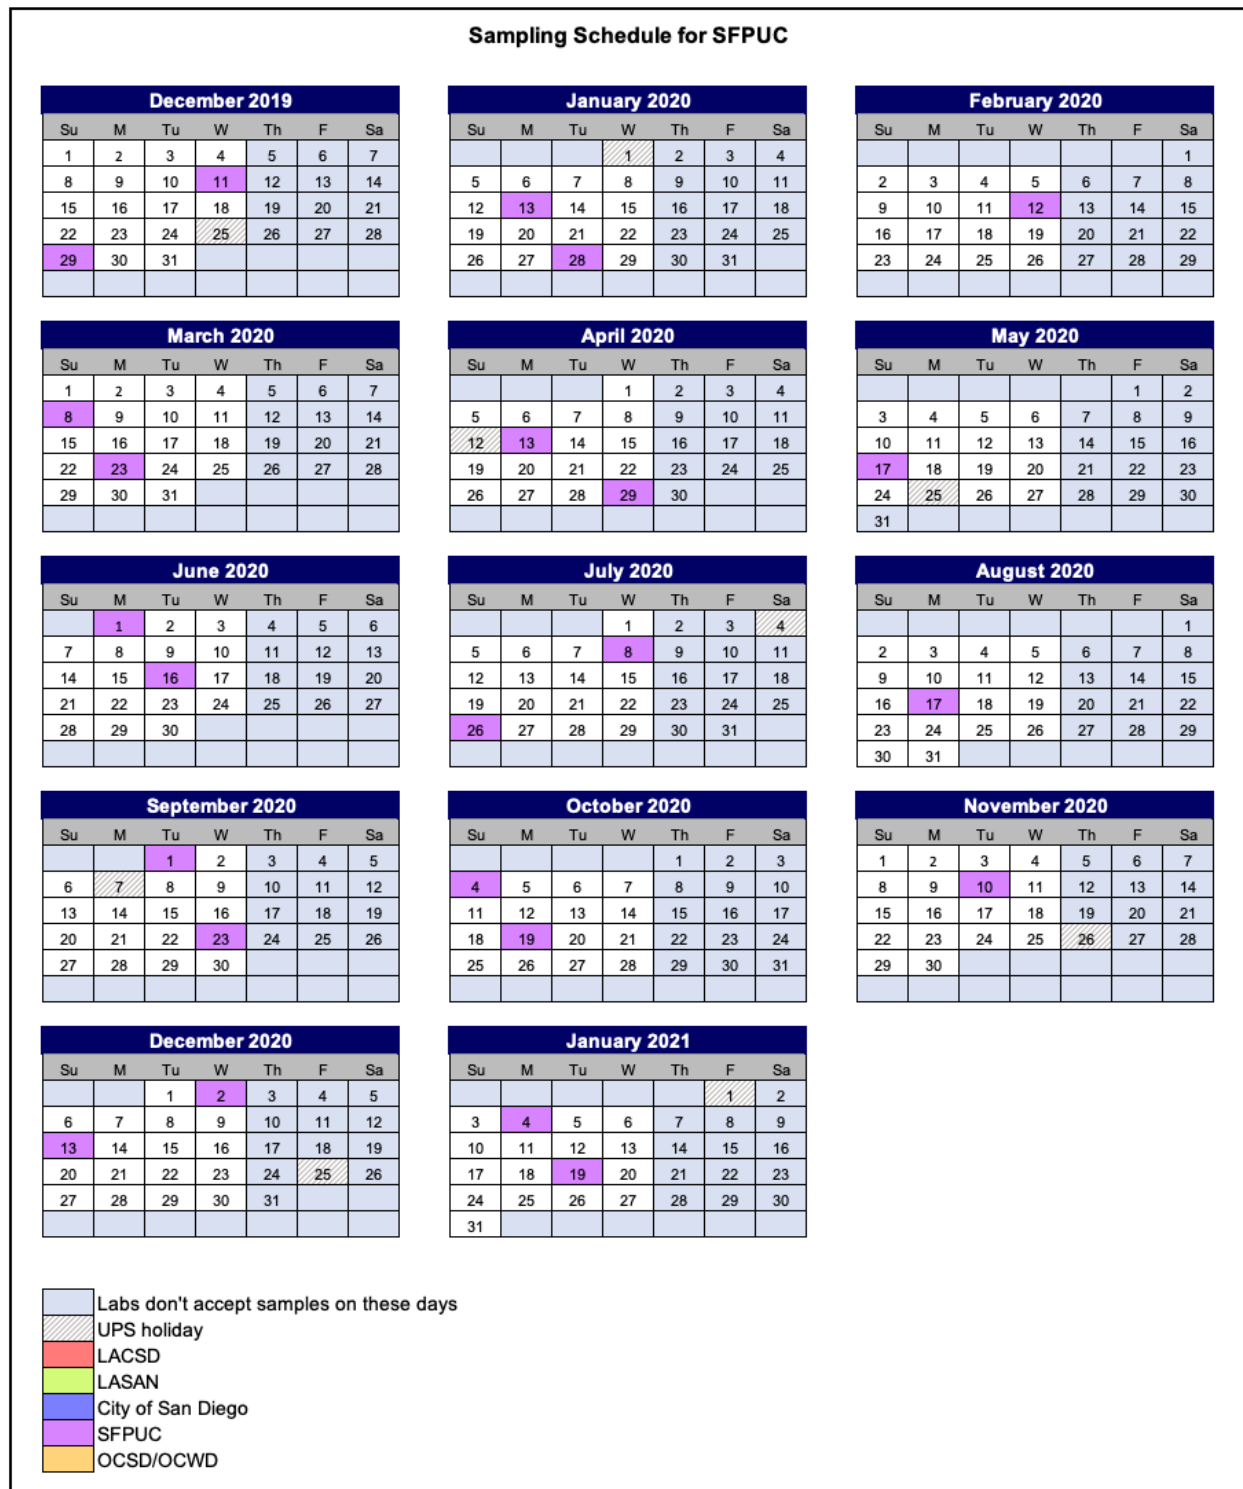 Sampling Schedule for SFPUC
December 2019
Su M Tu W Th F Sa
1 2 3 4 5 6 7
8 9 10 11 12 13 14
15 16 17 18 19 20 21
22 23 24 25 26 27 28
29 30 31
January 2020
Su M Tu W Th F Sa
1 2 3 4
5 6 7 8 9 10 11
12 13 14 15 16 17 18
19 20 21 22 23 24 25
26 27 28 29 30 31
February 2020
Su M Tu W Th F Sa
1
2 3 4 5 6 7 8
9 10 11 12 13 14 15
16 17 18 19 20 21 22
23 24 25 26 27 28 29
March 2020
Su M Tu W Th F Sa
1 2 3 4 5 6 7
8 9 10 11 12 13 14
15 16 17 18 19 20 21
22 23 24 25 26 27 28
29 30 31
April 2020
Su M Tu W Th F Sa
1 2 3 4
5 6 7 8 9 10 11
12 13 14 15 16 17 18
19 20 21 22 23 24 25
26 27 28 29 30
May 2020
Su M Tu W Th F Sa
1 2
3 4 5 6 7 8 9
10 11 12 13 14 15 16
17 18 19 20 21 22 23
24 25 26 27 28 29 30
31
June 2020
Su M Tu W Th F Sa
1 2 3 4 5 6
7 8 9 10 11 12 13
14 15 16 17 18 19 20
21 22 23 24 25 26 27
28 29 30
July 2020
Su M Tu W Th F Sa
1 2 3 4
5 6 7 8 9 10 11
12 13 14 15 16 17 18
19 20 21 22 23 24 25
26 27 28 29 30 31
August 2020
Su M Tu W Th F Sa
1
2 3 4 5 6 7 8
9 10 11 12 13 14 15
16 17 18 19 20 21 22
23 24 25 26 27 28 29
30 31
September 2020
Su M Tu W Th F Sa
1 2 3 4 5
6 7 8 9 10 11 12
13 14 15 16 17 18 19
20 21 22 23 24 25 26
27 28 29 30
October 2020
Su M Tu W Th F Sa
1 2 3
4 5 6 7 8 9 10
11 12 13 14 15 16 17
18 19 20 21 22 23 24
25 26 27 28 29 30 31
November 2020
Su M Tu W Th F Sa
1 2 3 4 5 6 7
8 9 10 11 12 13 14
15 16 17 18 19 20 21
22 23 24 25 26 27 28
29 30
December 2020
Su M Tu W Th F Sa
1 2 3 4 5
6 7 8 9 10 11 12
13 14 15 16 17 18 19
20 21 22 23 24 25 26
27 28 29 30 31
January 2021
Su M Tu W Th F Sa
1 2
3 4 5 6 7 8 9
10 11 12 13 14 15 16
17 18 19 20 21 22 23
24 25 26 27 28 29 30
31
Labs don't accept samples on these days
UPS holiday
LACSD
LASAN
City of San Diego
SFPUC
OCSD/OCWD